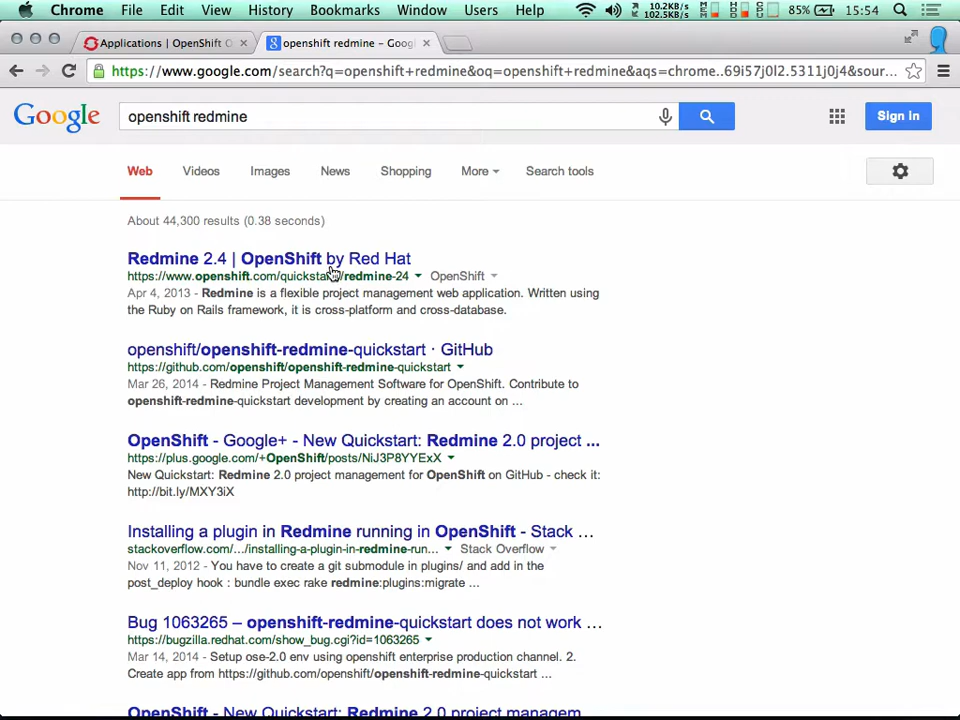 Chrome File Edit View History Bookmarks Window Users Help 10.2KB/s 102.5KB/s 85% 15:54
Applications | OpenShift O × openshift redmine – Goog ×
https://www.google.com/search?q=openshift+redmine&oq=openshift+redmine&aqs=chrome..69i57j0l2.5311j0j4&sour...
Google openshift redmine Sign in
Web Videos Images News Shopping More Search tools
About 44,300 results (0.38 seconds)
Redmine 2.4 | OpenShift by Red Hat
https://www.openshift.com/quickstarts/redmine-24 OpenShift
Apr 4, 2013 - Redmine is a flexible project management web application. Written using
the Ruby on Rails framework, it is cross-platform and cross-database.
openshift/openshift-redmine-quickstart · GitHub
https://github.com/openshift/openshift-redmine-quickstart
Mar 26, 2014 - Redmine Project Management Software for OpenShift. Contribute to
openshift-redmine-quickstart development by creating an account on ...
OpenShift - Google+ - New Quickstart: Redmine 2.0 project ...
https://plus.google.com/+OpenShift/posts/NiJ3P8YYExX
New Quickstart: Redmine 2.0 project management for OpenShift on GitHub - check it:
http://bit.ly/MXY3iX
Installing a plugin in Redmine running in OpenShift - Stack ...
stackoverflow.com/.../installing-a-plugin-in-redmine-run... Stack Overflow
Nov 11, 2012 - You have to create a git submodule in plugins/ and add in the
post_deploy hook : bundle exec rake redmine:plugins:migrate ...
Bug 1063265 – openshift-redmine-quickstart does not work ...
https://bugzilla.redhat.com/show_bug.cgi?id=1063265
Mar 14, 2014 - Setup ose-2.0 env using openshift enterprise production channel. 2.
Create app from https://github.com/openshift/openshift-redmine-quickstart ...
OpenShift - New Quickstart: Redmine 2.0 project managem